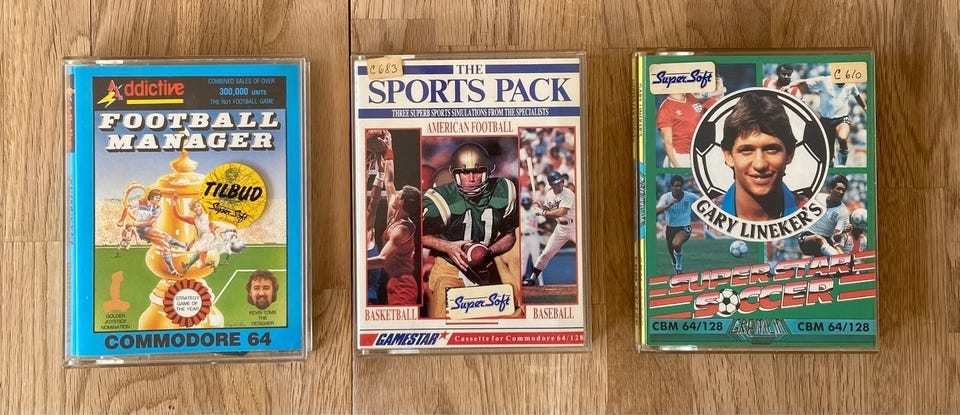 Addictive
COMBINED SALES OF OVER
300,000 UNITS
THE No1 FOOTBALL GAME
FOOTBALL
MANAGER
TILBUD
Super Soft
GOLDEN
JOYSTICK
NOMINATION
STRATEGY
GAME OF
THE YEAR
KEVIN TOMS
THE
DESIGNER
COMMODORE 64
C683
THE
SPORTS PACK
THREE SUPERB SPORTS SIMULATIONS FROM THE SPECIALISTS
AMERICAN FOOTBALL
11
Super Soft
BASKETBALL
BASEBALL
GAMESTAR
Cassette for Commodore 64/128
Super Soft
C610
GARY LINEKER'S
SUPER STAR
SOCCER
CBM 64/128
GREMLIN
CBM 64/128